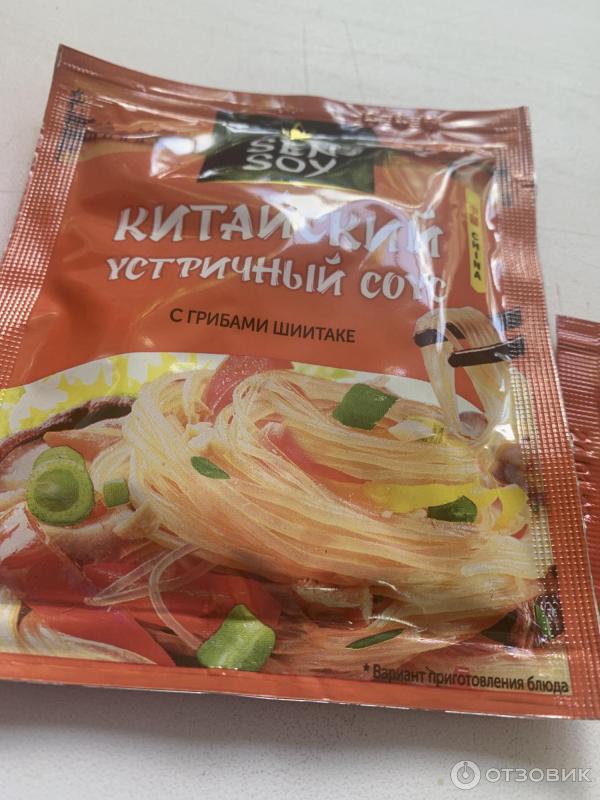 SEN
SOY
КИТАЙСКИЙ
УСТРИЧНЫЙ СОУС
CHINA
С ГРИБАМИ ШИИТАКЕ
* Вариант приготовления блюда
ОТЗОВИК